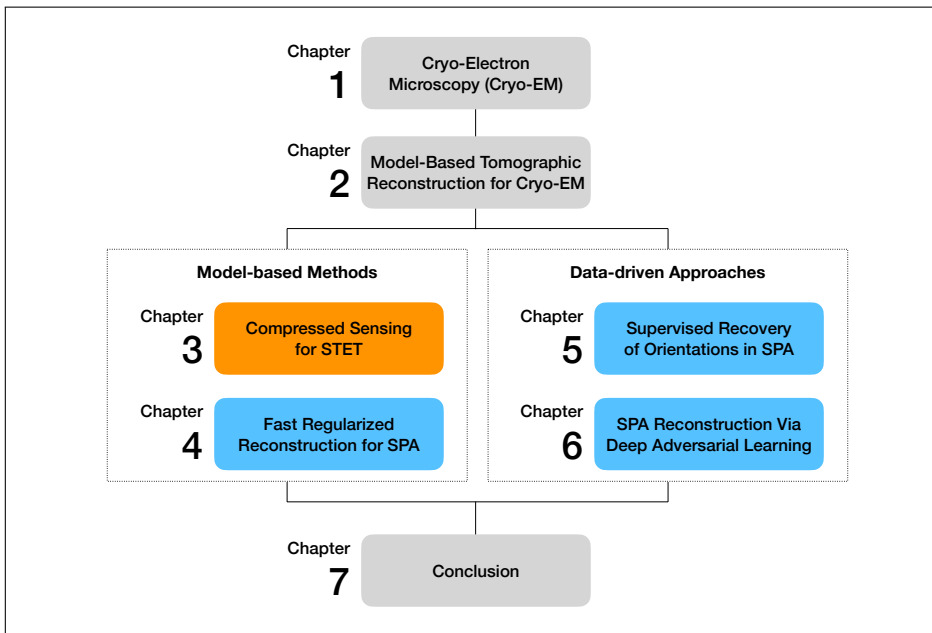 Chapter
1
Cryo-Electron
Microscopy (Cryo-EM)
Chapter
2
Model-Based Tomographic
Reconstruction for Cryo-EM
Model-based Methods
Chapter
3
Compressed Sensing
for STET
Chapter
4
Fast Regularized
Reconstruction for SPA
Data-driven Approaches
Chapter
5
Supervised Recovery
of Orientations in SPA
Chapter
6
SPA Reconstruction Via
Deep Adversarial Learning
Chapter
7
Conclusion